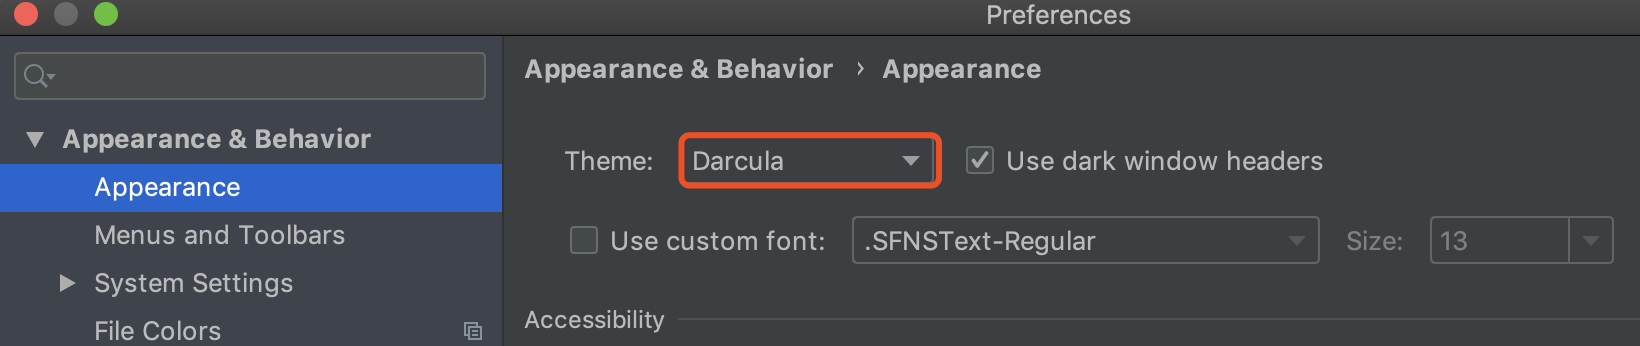 Preferences
Appearance & Behavior
Appearance
Menus and Toolbars
System Settings
File Colors
Appearance & Behavior › Appearance
Theme: Darcula Use dark window headers
Use custom font: .SFNSText-Regular Size: 13
Accessibility